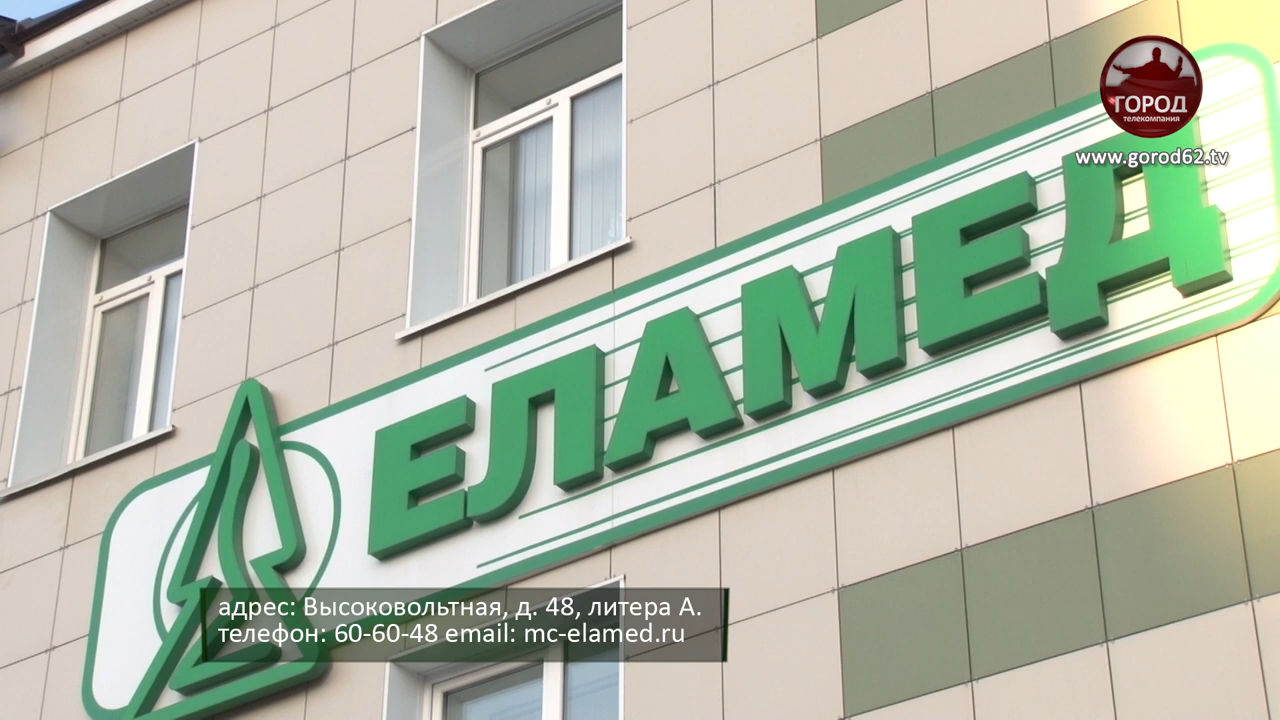 ГОРОД
телекомпания
www.gorod62.tv
ЕЛАМЕД
адрес: Высоковольтная, д. 48, литера А.
телефон: 60-60-48 email: mc-elamed.ru